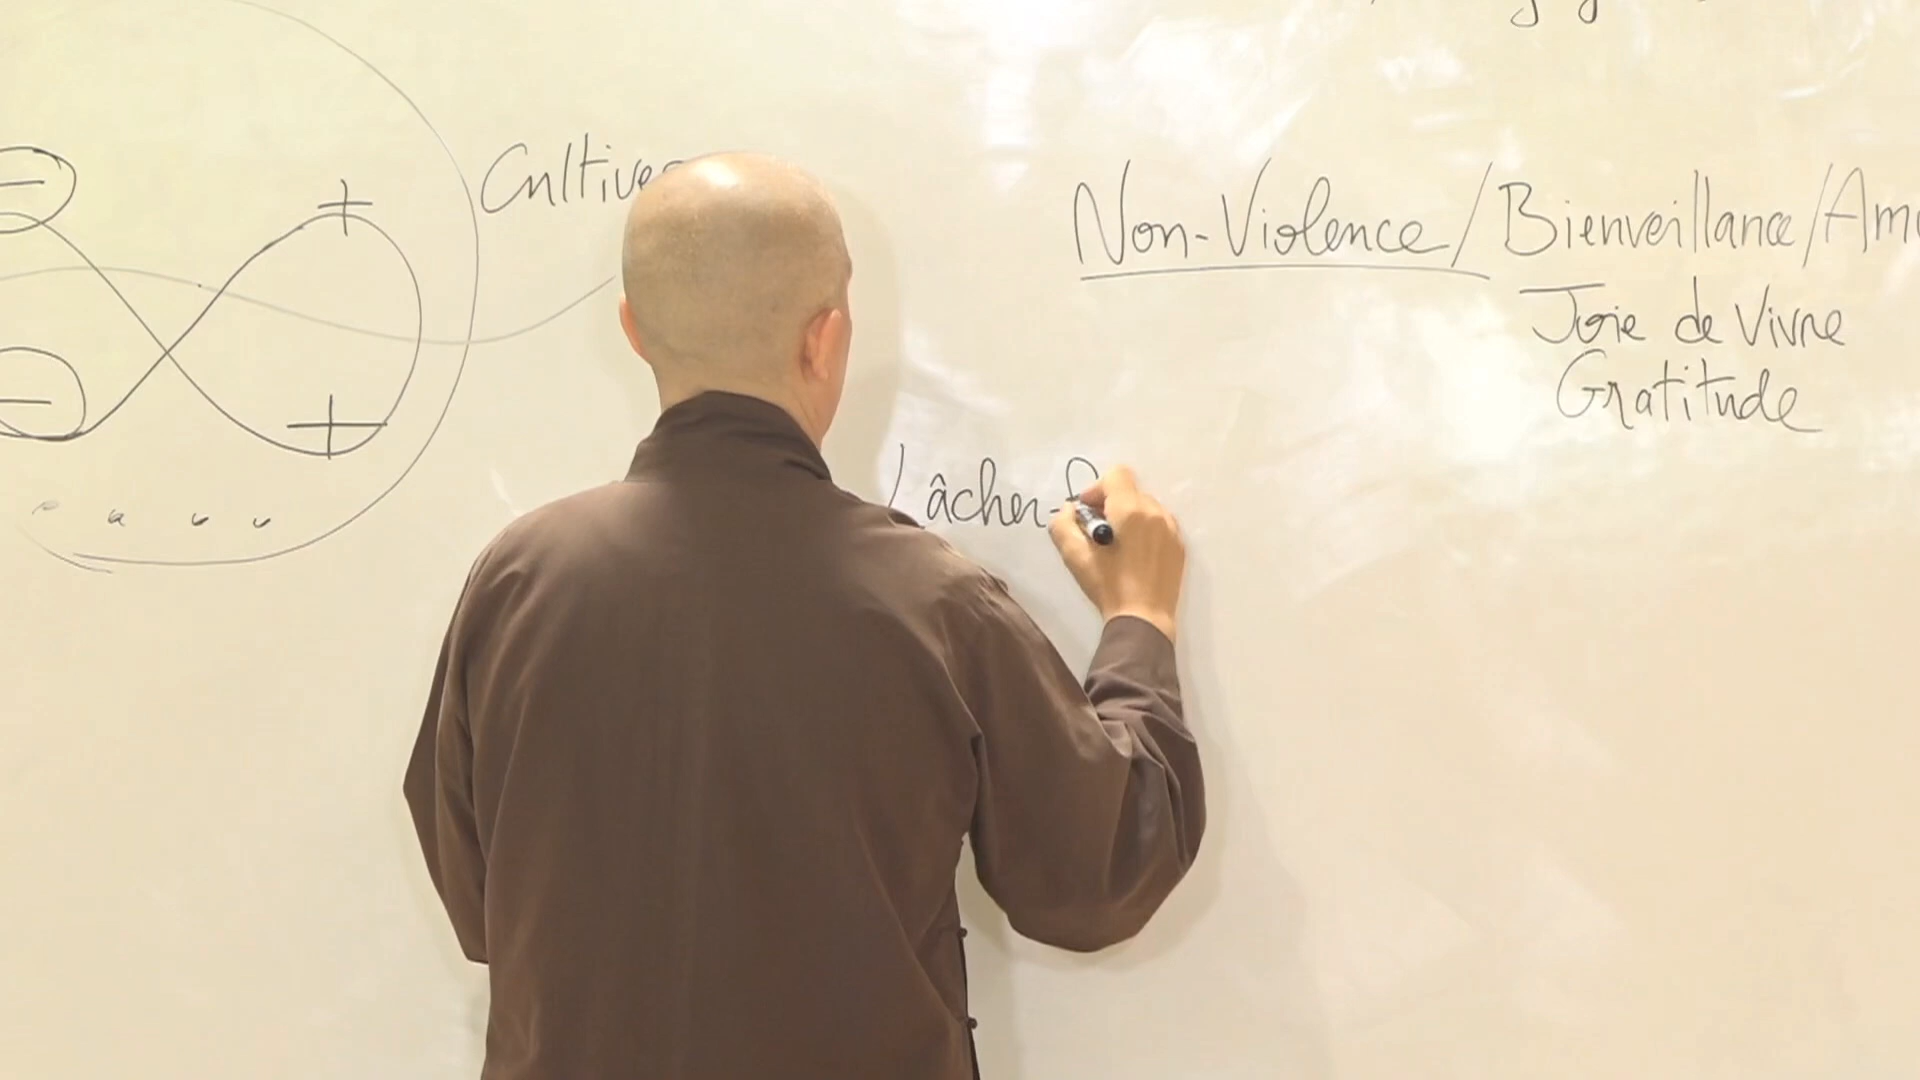 Cultiver
Non-Violence / Bienveillance / Am
Joie de Vivre
Gratitude
Lâcher-P